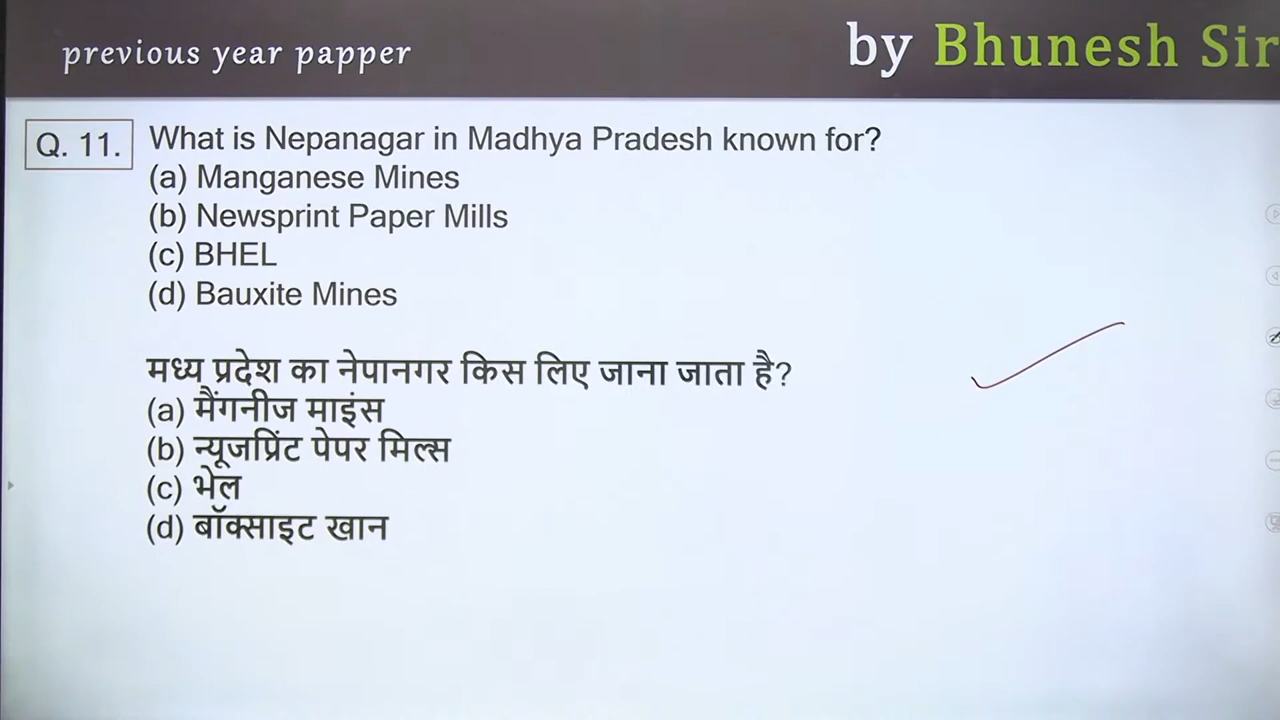 previous year papper
by Bhunesh Sir
Q. 11. What is Nepanagar in Madhya Pradesh known for?
(a) Manganese Mines
(b) Newsprint Paper Mills
(c) BHEL
(d) Bauxite Mines
मध्य प्रदेश का नेपानगर किस लिए जाना जाता है?
(a) मैंगनीज माइंस
(b) न्यूजप्रिंट पेपर मिल्स
(c) भेल
(d) बॉक्साइट खान